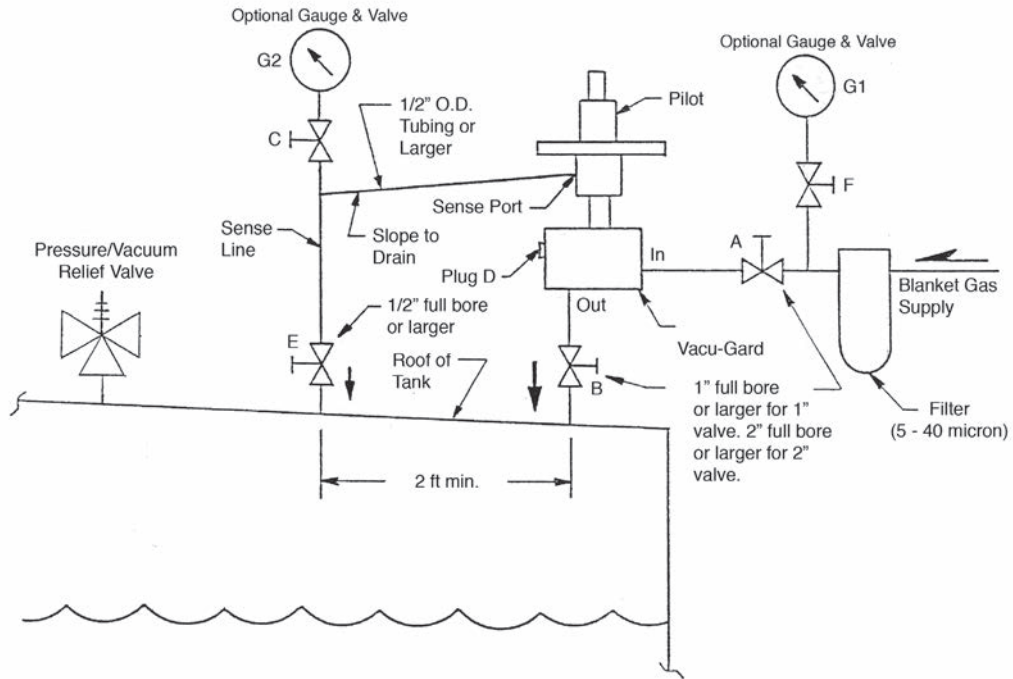 Optional Gauge & Valve
G2
C
1/2" O.D.
Tubing or
Larger
Pilot
Optional Gauge & Valve
G1
F
Sense Port
Sense
Line
Slope to
Drain
Pressure/Vacuum
Relief Valve
Plug D
In
A
Out
Blanket Gas
Supply
1/2" full bore
or larger
E
Roof of
Tank
B
Vacu-Gard
1" full bore
or larger for 1"
valve. 2" full bore
or larger for 2"
valve.
Filter
(5 - 40 micron)
2 ft min.